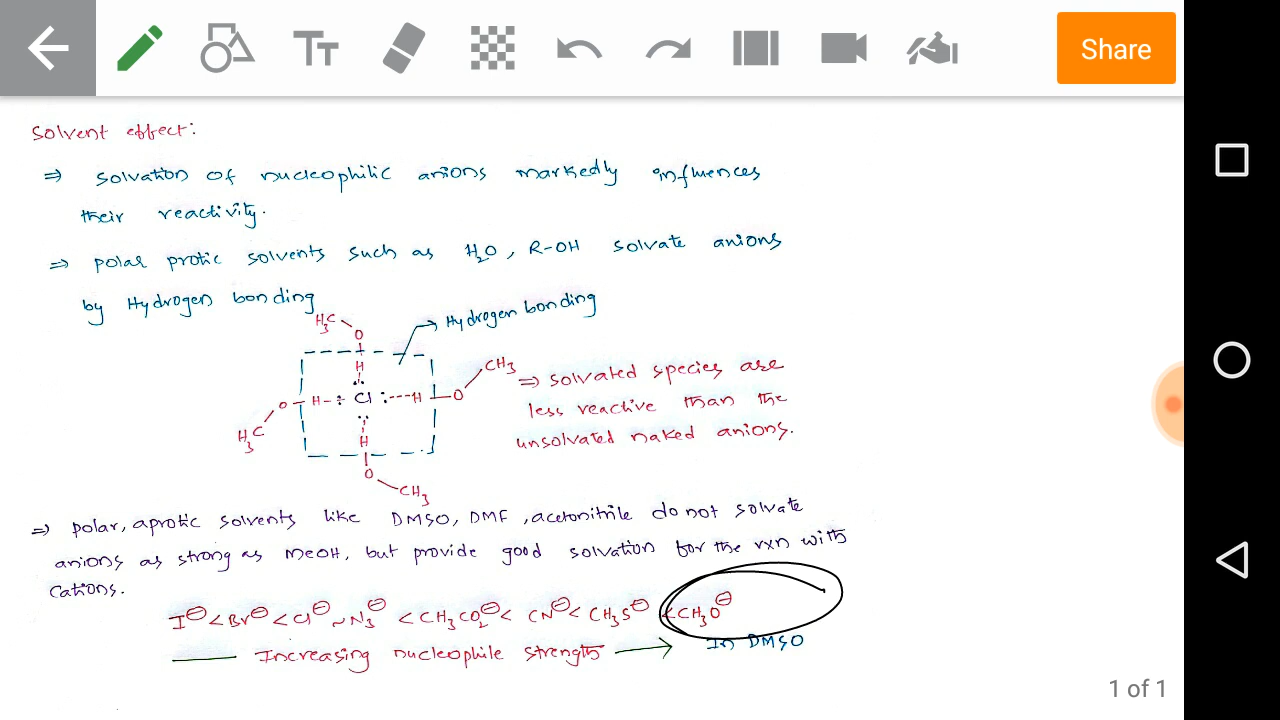 Share
Solvent effect:
⇒ solvation of nucleophilic anions markedly influences
their reactivity.
⇒ polar protic solvents such as H₂O, R-OH solvate anions
by Hydrogen bonding
H₃C
O
H
→ Hydrogen bonding
O-H--:Cl:---H-O
CH₃
H₃C
H
O
CH₃
⇒ solvated species are
less reactive than the
unsolvated naked anions.
⇒ polar, aprotic solvents like DMSO, DMF, acetonitrile do not solvate
anions as strong as MeOH, but provide good solvation for the rxn with
cations.
I⊖ < Br⊖ < Cl⊖ ~ N₃⊖ < CH₃CO₂⊖ < CN⊖ < CH₃S⊖ < CH₃O⊖
Increasing nucleophile strength →
In DMSO
1 of 1